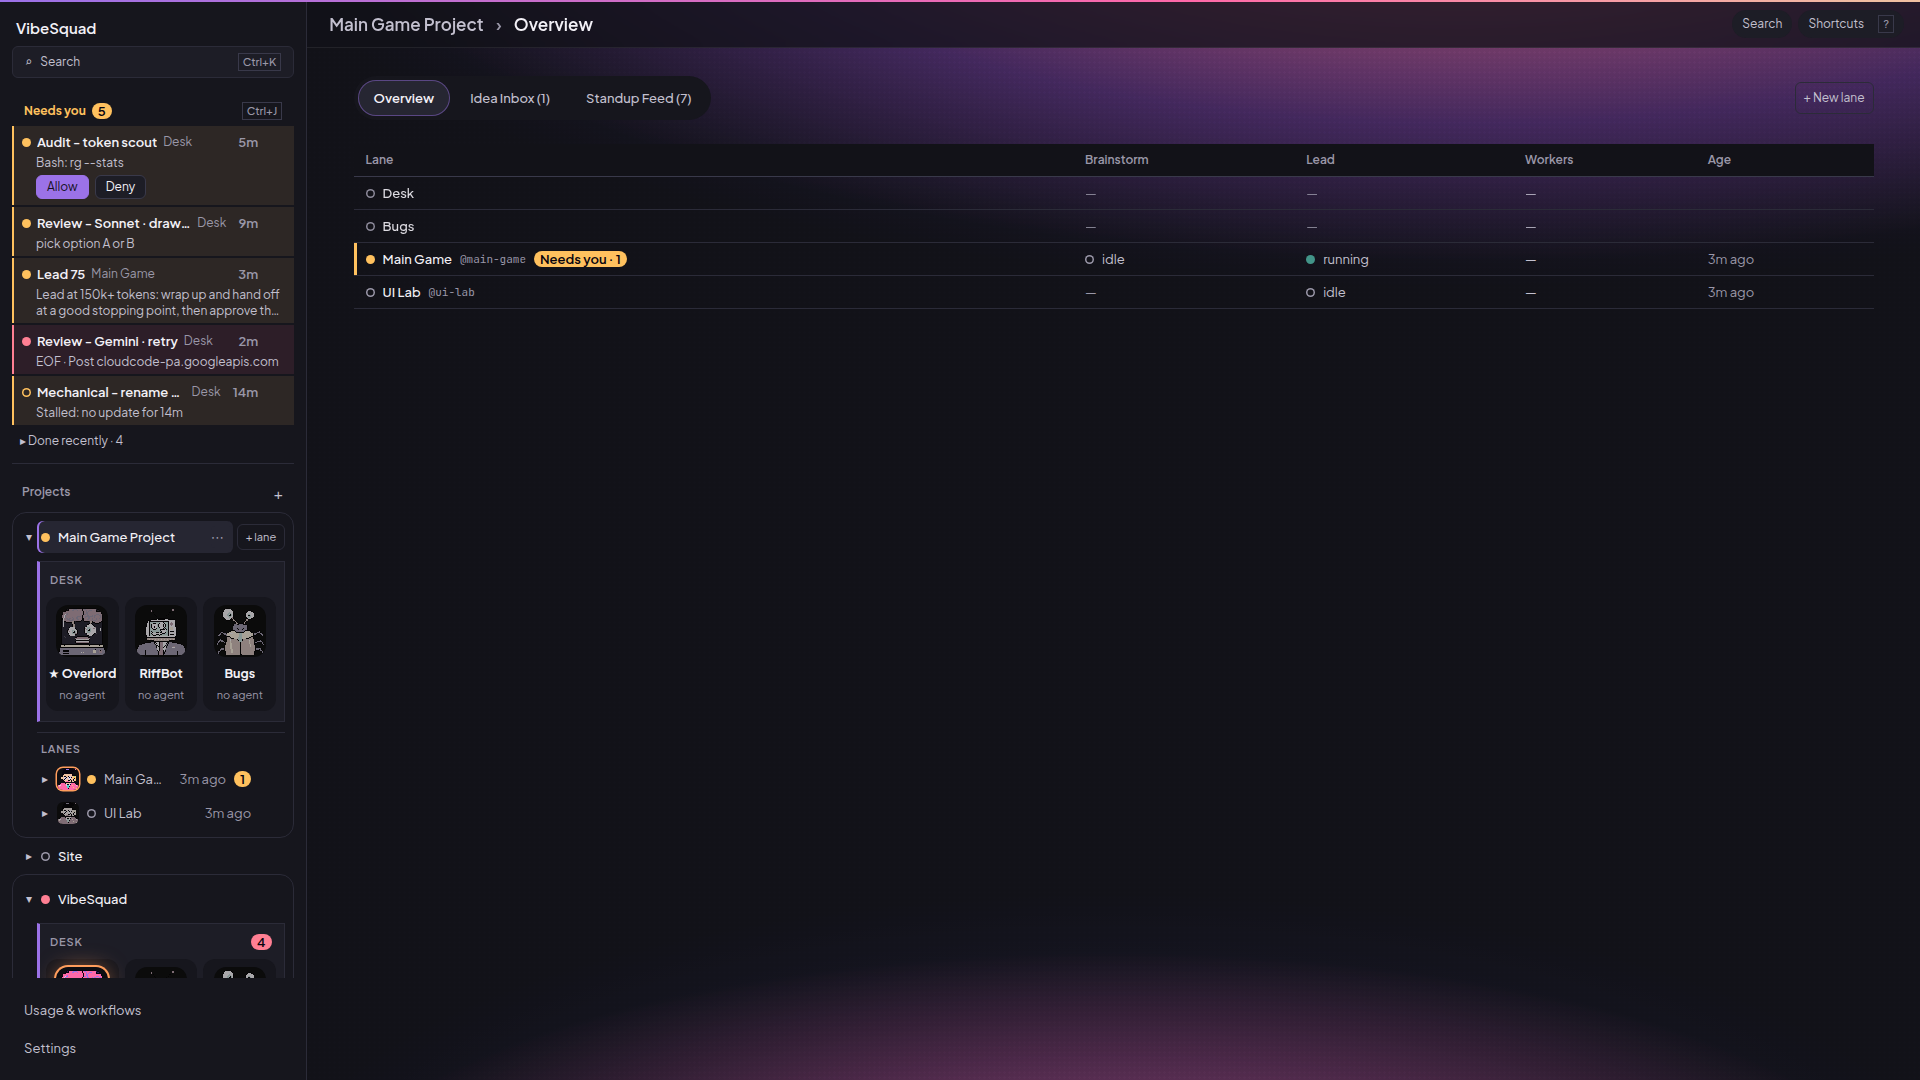 VibeSquad
Search Ctrl+K
Needs you 5 Ctrl+J
Audit – token scout Desk 5m
Bash: rg --stats
Allow Deny
Review – Sonnet · draw… Desk 9m
pick option A or B
Lead 75 Main Game 3m
Lead at 150k+ tokens: wrap up and hand off
at a good stopping point, then approve th…
Review – Gemini · retry Desk 2m
EOF · Post cloudcode-pa.googleapis.com
Mechanical – rename … Desk 14m
Stalled: no update for 14m
▸ Done recently · 4
Projects +
Main Game Project ··· + lane
DESK
★ Overlord RiffBot Bugs
no agent no agent no agent
LANES
Main Ga… 3m ago 1
UI Lab 3m ago
Site
VibeSquad
DESK 4
Usage & workflows
Settings
Main Game Project › Overview
Search Shortcuts ?
Overview Idea Inbox (1) Standup Feed (7)
+ New lane
Lane Brainstorm Lead Workers Age
Desk — — —
Bugs — — —
Main Game @main-game Needs you · 1 idle running — 3m ago
UI Lab @ui-lab — idle — 3m ago